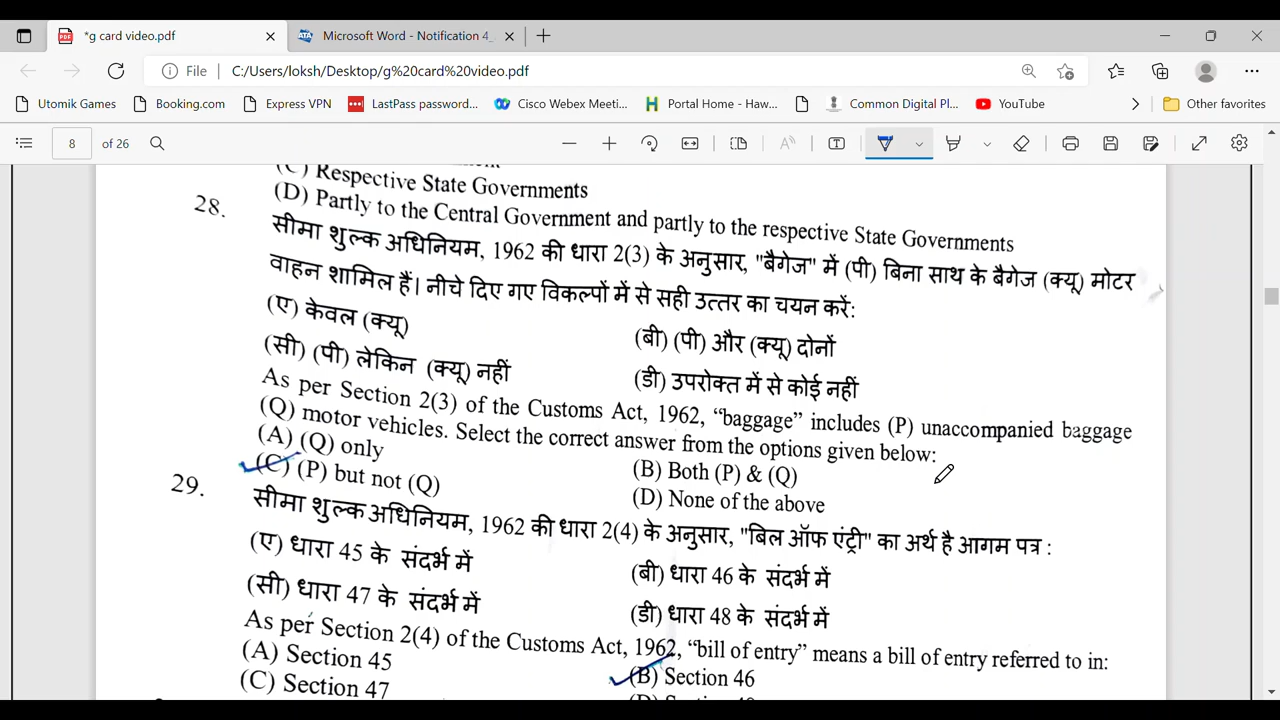 *g card video.pdf
Microsoft Word - Notification 4_
File
C:/Users/loksh/Desktop/g%20card%20video.pdf
Utomik Games
Booking.com
Express VPN
LastPass password...
Cisco Webex Meeti...
Portal Home - Haw...
Common Digital Pl...
YouTube
Other favorites
8 of 26
(C) Respective State Governments
(D) Partly to the Central Government and partly to the respective State Governments
28.
सीमा शुल्क अधिनियम, 1962 की धारा 2(3) के अनुसार, "बैगेज" में (पी) बिना साथ के बैगेज (क्यू) मोटर
वाहन शामिल हैं। नीचे दिए गए विकल्पों में से सही उत्तर का चयन करें:
(ए) केवल (क्यू)
(बी) (पी) और (क्यू) दोनों
(सी) (पी) लेकिन (क्यू) नहीं
(डी) उपरोक्त में से कोई नहीं
As per Section 2(3) of the Customs Act, 1962, “baggage” includes (P) unaccompanied baggage
(Q) motor vehicles. Select the correct answer from the options given below:
(A) (Q) only
(B) Both (P) & (Q)
(C) (P) but not (Q)
(D) None of the above
29.
सीमा शुल्क अधिनियम, 1962 की धारा 2(4) के अनुसार, "बिल ऑफ एंट्री" का अर्थ है आगम पत्र :
(ए) धारा 45 के संदर्भ में
(बी) धारा 46 के संदर्भ में
(सी) धारा 47 के संदर्भ में
(डी) धारा 48 के संदर्भ में
As per Section 2(4) of the Customs Act, 1962, “bill of entry” means a bill of entry referred to in:
(A) Section 45
(B) Section 46
(C) Section 47